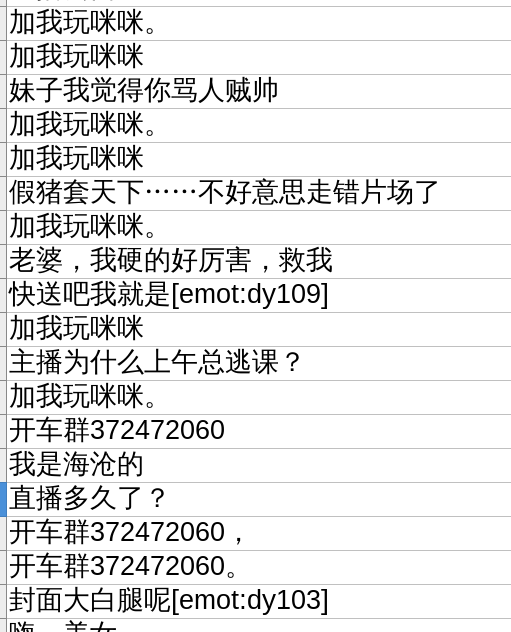 加我玩咪咪。
加我玩咪咪
妹子我觉得你骂人贼帅
加我玩咪咪。
加我玩咪咪
假猪套天下……不好意思走错片场了
加我玩咪咪。
老婆，我硬的好厉害，救我
快送吧我就是[emot:dy109]
加我玩咪咪
主播为什么上午总逃课？
加我玩咪咪。
开车群372472060
我是海沧的
直播多久了？
开车群372472060，
开车群372472060。
封面大白腿呢[emot:dy103]